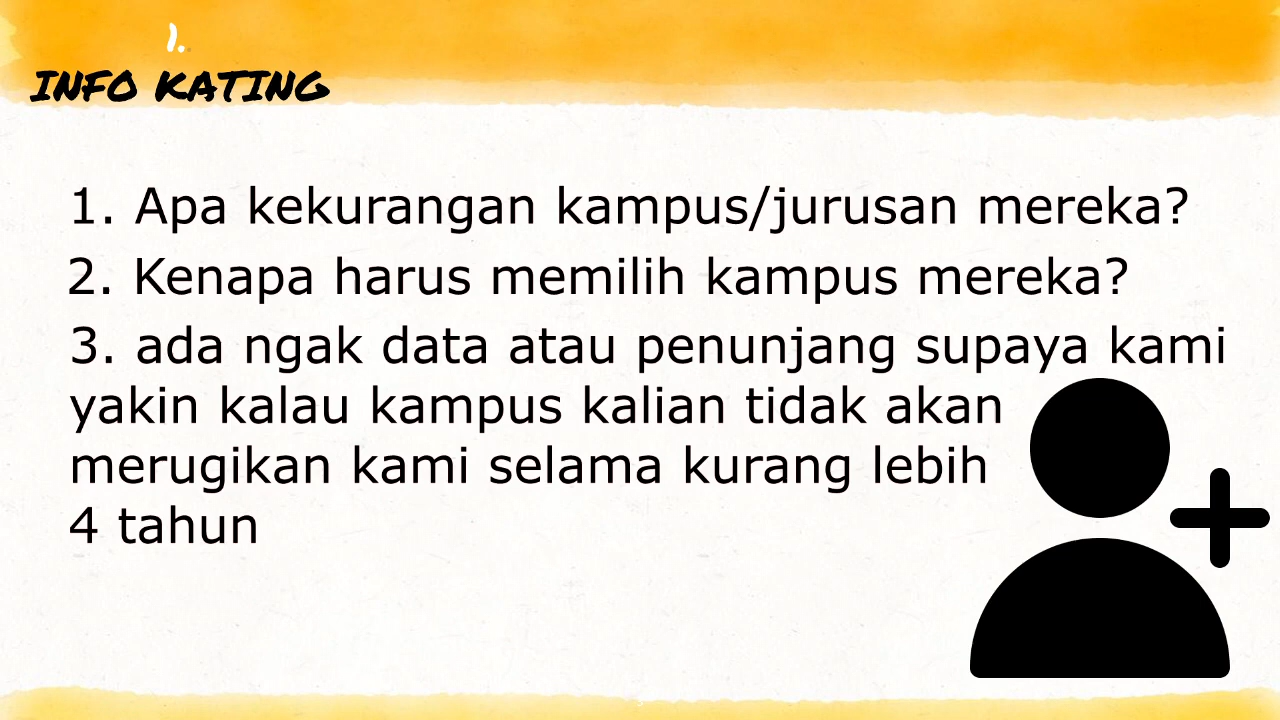 1.
INFO KATING
1. Apa kekurangan kampus/jurusan mereka?
2. Kenapa harus memilih kampus mereka?
3. ada ngak data atau penunjang supaya kami
yakin kalau kampus kalian tidak akan
merugikan kami selama kurang lebih
4 tahun